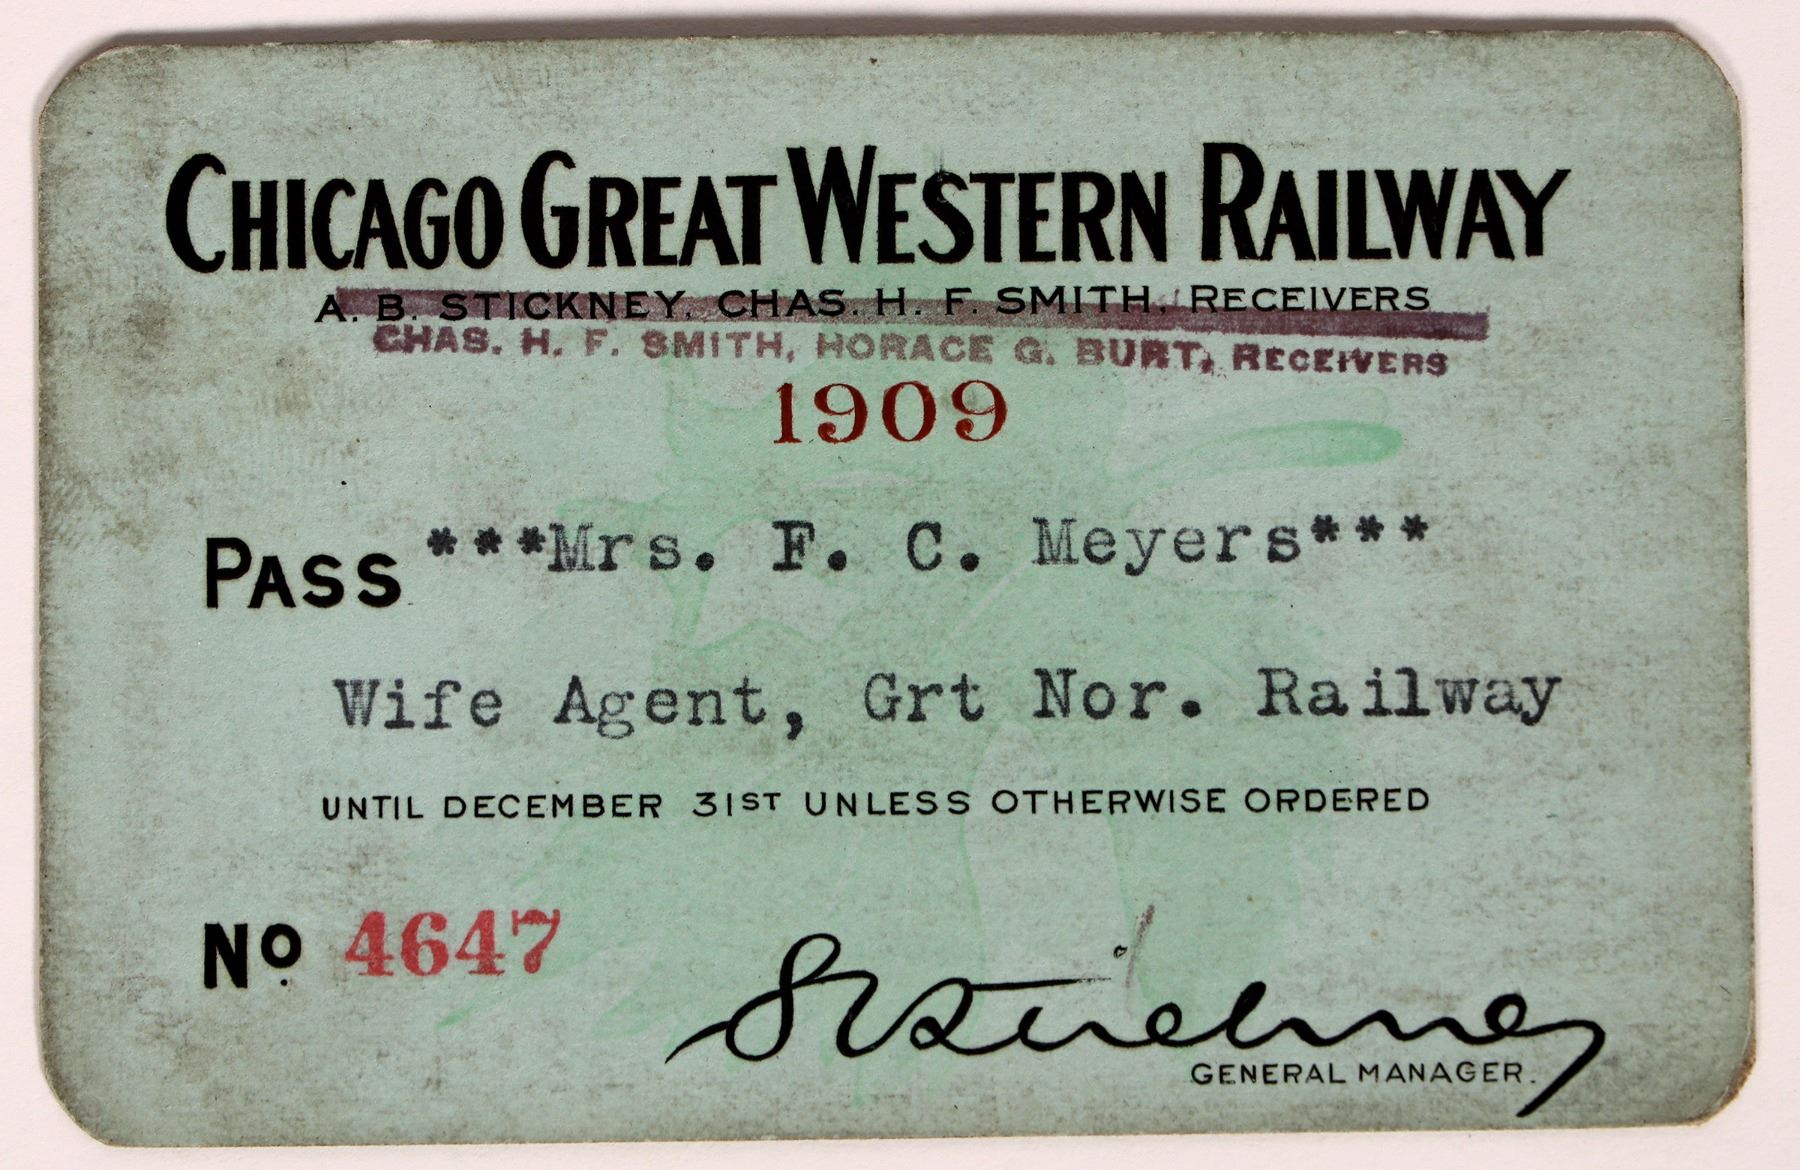 CHICAGO GREAT WESTERN RAILWAY
A. B. STICKNEY, CHAS. H. F. SMITH, RECEIVERS
CHAS. H. F. SMITH, HORACE G. BURT, RECEIVERS
1909
PASS ***Mrs. F. C. Meyers***
Wife Agent, Grt Nor. Railway
UNTIL DECEMBER 31ST UNLESS OTHERWISE ORDERED
No 4647
S C Stickney
GENERAL MANAGER.